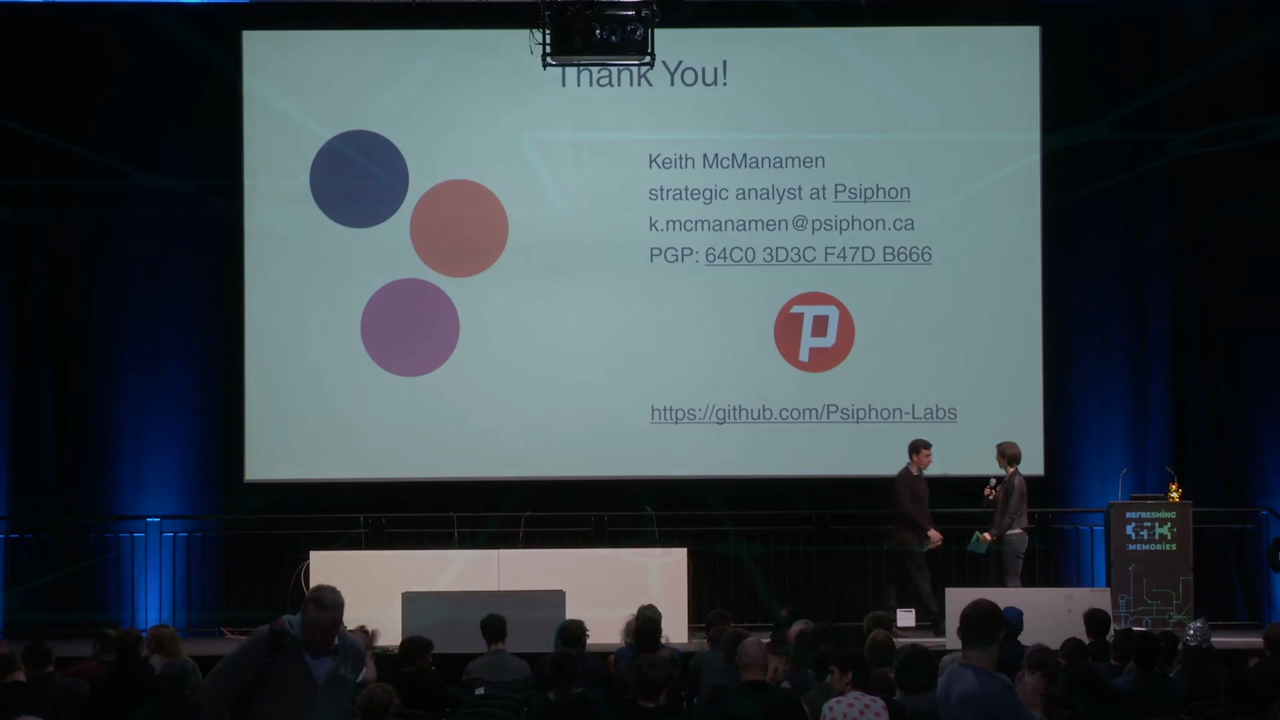 Thank You!
Keith McManamen
strategic analyst at Psiphon
k.mcmanamen@psiphon.ca
PGP: 64C0 3D3C F47D B666
P
https://github.com/Psiphon-Labs
REFRESHING
35C3
MEMORIES